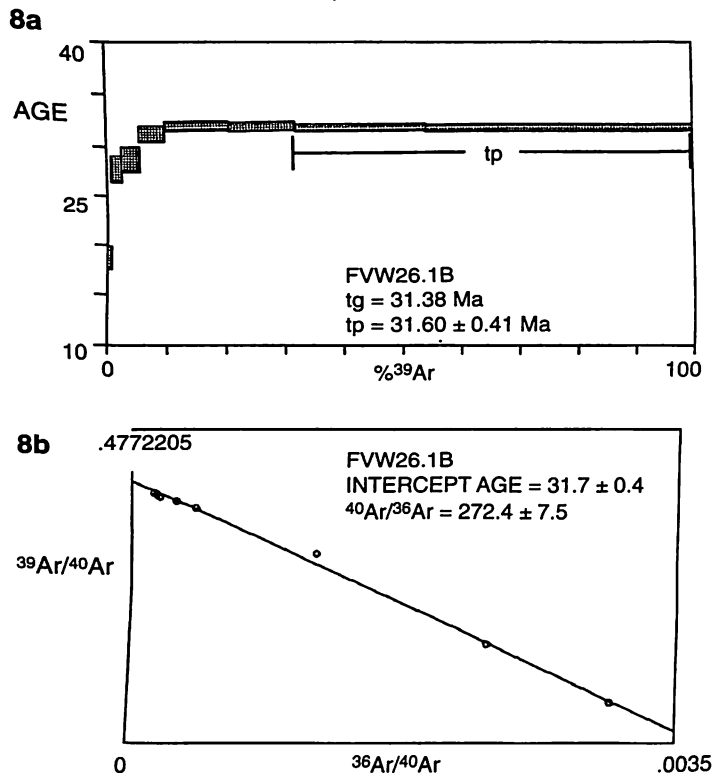 8a
40
AGE
25
10
tp
FVW26.1B
tg = 31.38 Ma
tp = 31.60 ± 0.41 Ma
0
%³⁹Ar
100
8b
.4772205
FVW26.1B
INTERCEPT AGE = 31.7 ± 0.4
⁴⁰Ar/³⁶Ar = 272.4 ± 7.5
³⁹Ar/⁴⁰Ar
0
³⁶Ar/⁴⁰Ar
.0035